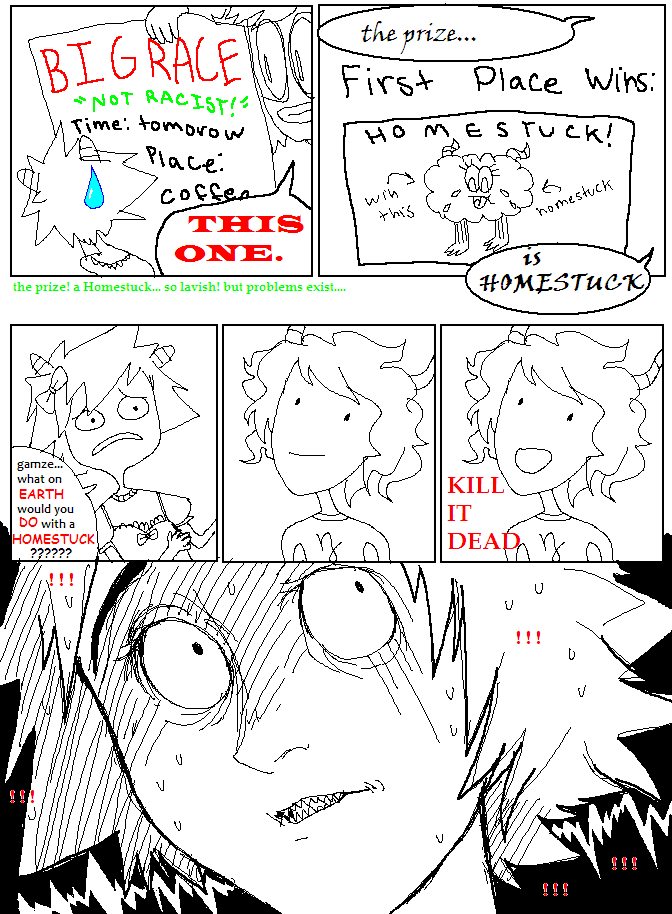 BIG RACE
"NOT RACIST!"
Time: tomorow
Place:
coffee
THIS
ONE.
the prize...
First Place Wins:
HOMESTUCK!
win
this
homestuck
is
HOMESTUCK
the prize! a Homestuck... so lavish! but problems exist....
gamze...
what on
EARTH
would you
DO with a
HOMESTUCK
??????
KILL
IT
DEAD
!!!
!!!
!!!
!!!
!!!